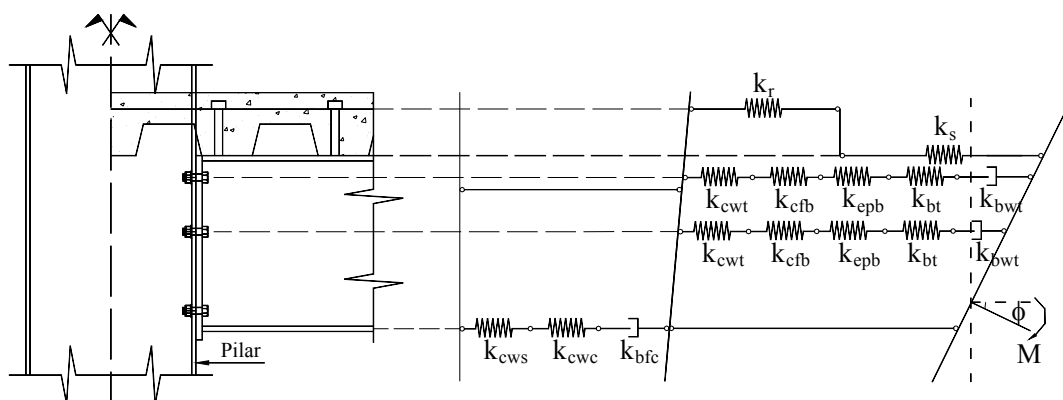 k_r
k_s
k_cwt k_cfb k_epb k_bt k_bwt
k_cwt k_cfb k_epb k_bt k_bwt
ϕ
M
k_cws k_cwc k_bfc
Pilar